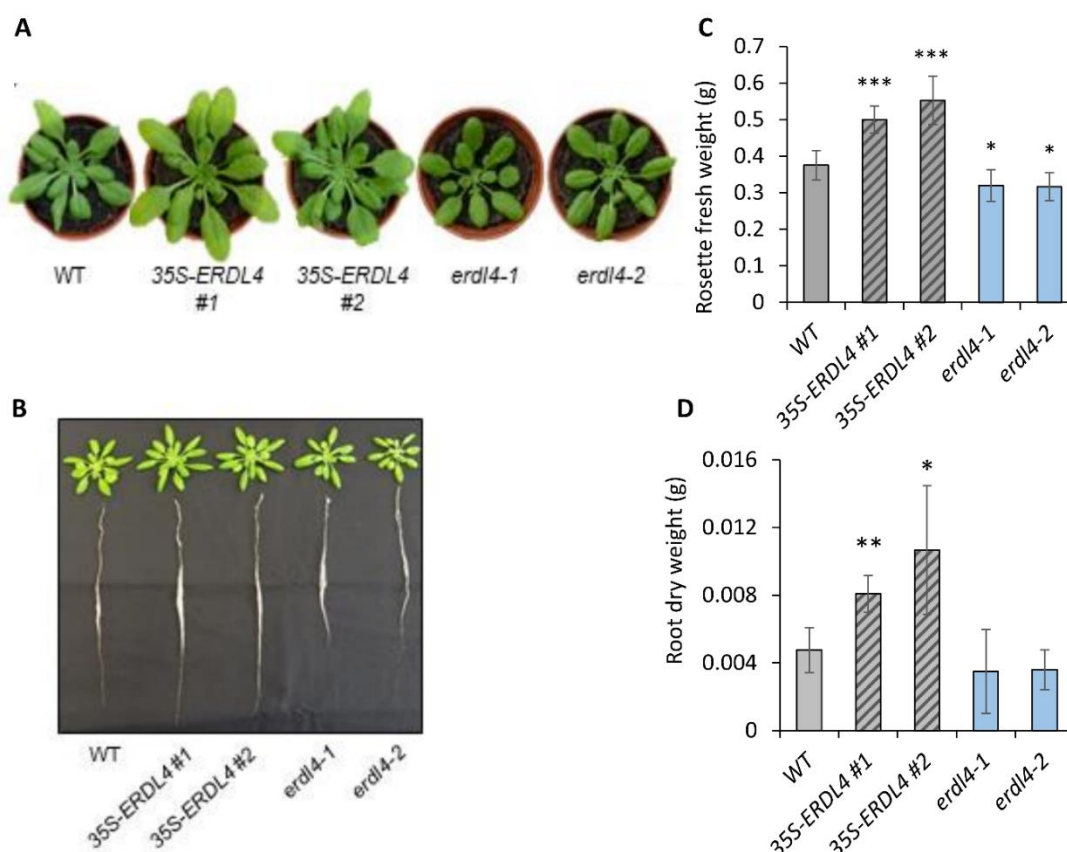 A
WT
35S-ERDL4
#1
35S-ERDL4
#2
erdl4-1
erdl4-2
B
WT
35S-ERDL4 #1
35S-ERDL4 #2
erdl4-1
erdl4-2
C
Rosette fresh weight (g)
0.7
0.6
0.5
0.4
0.3
0.2
0.1
0
***
***
*
*
WT
35S-ERDL4 #1
35S-ERDL4 #2
erdl4-1
erdl4-2
D
Root dry weight (g)
0.016
0.012
0.008
0.004
0
**
*
WT
35S-ERDL4 #1
35S-ERDL4 #2
erdl4-1
erdl4-2